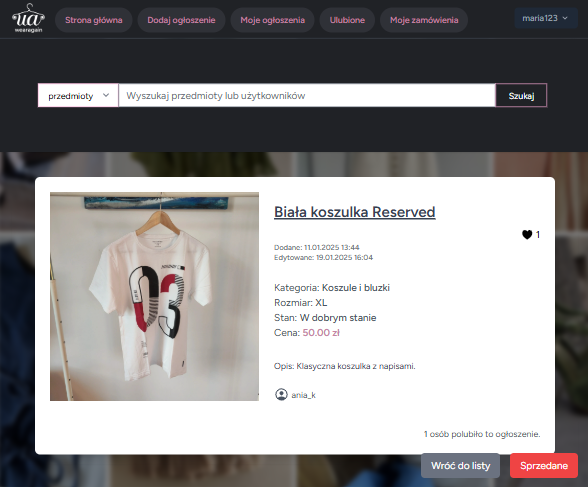 wearagain
Strona główna
Dodaj ogłoszenie
Moje ogłoszenia
Ulubione
Moje zamówienia
maria123
przedmioty
Wyszukaj przedmioty lub użytkowników
Szukaj
Biała koszulka Reserved
1
Dodane: 11.01.2025 13:44
Edytowane: 19.01.2025 16:04
Kategoria: Koszule i bluzki
Rozmiar: XL
Stan: W dobrym stanie
Cena: 50.00 zł
Opis: Klasyczna koszulka z napisami.
ania_k
03
1 osób polubiło to ogłoszenie.
Wróć do listy
Sprzedane